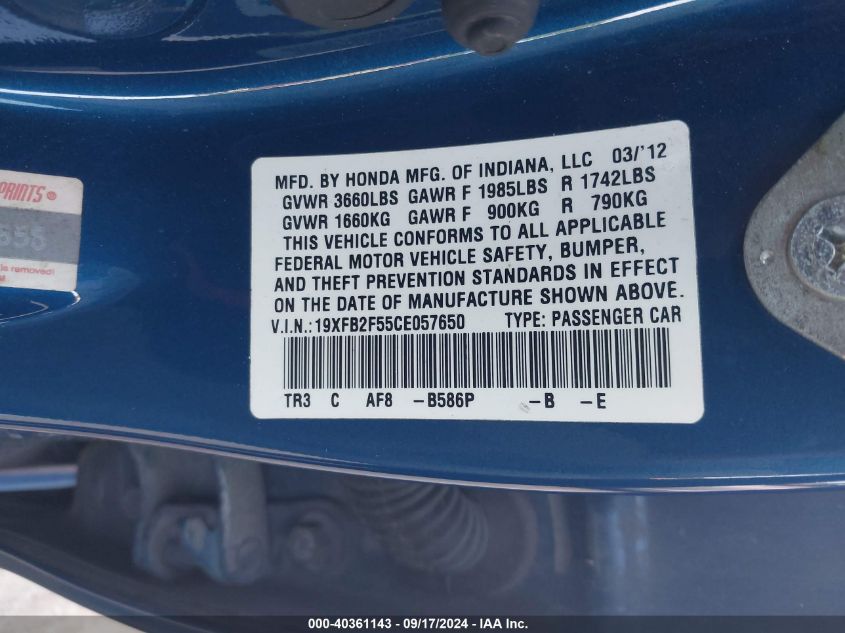 MFD. BY HONDA MFG. OF INDIANA, LLC 03/'12
GVWR 3660LBS GAWR F 1985LBS R 1742LBS
GVWR 1660KG GAWR F 900KG R 790KG
THIS VEHICLE CONFORMS TO ALL APPLICABLE
FEDERAL MOTOR VEHICLE SAFETY, BUMPER,
AND THEFT PREVENTION STANDARDS IN EFFECT
ON THE DATE OF MANUFACTURE SHOWN ABOVE.
V.I.N.:19XFB2F55CE057650 TYPE: PASSENGER CAR
TR3 C AF8 -B586P -B -E
PRINTS®
is removed!
000-40361143 - 09/17/2024 - IAA Inc.